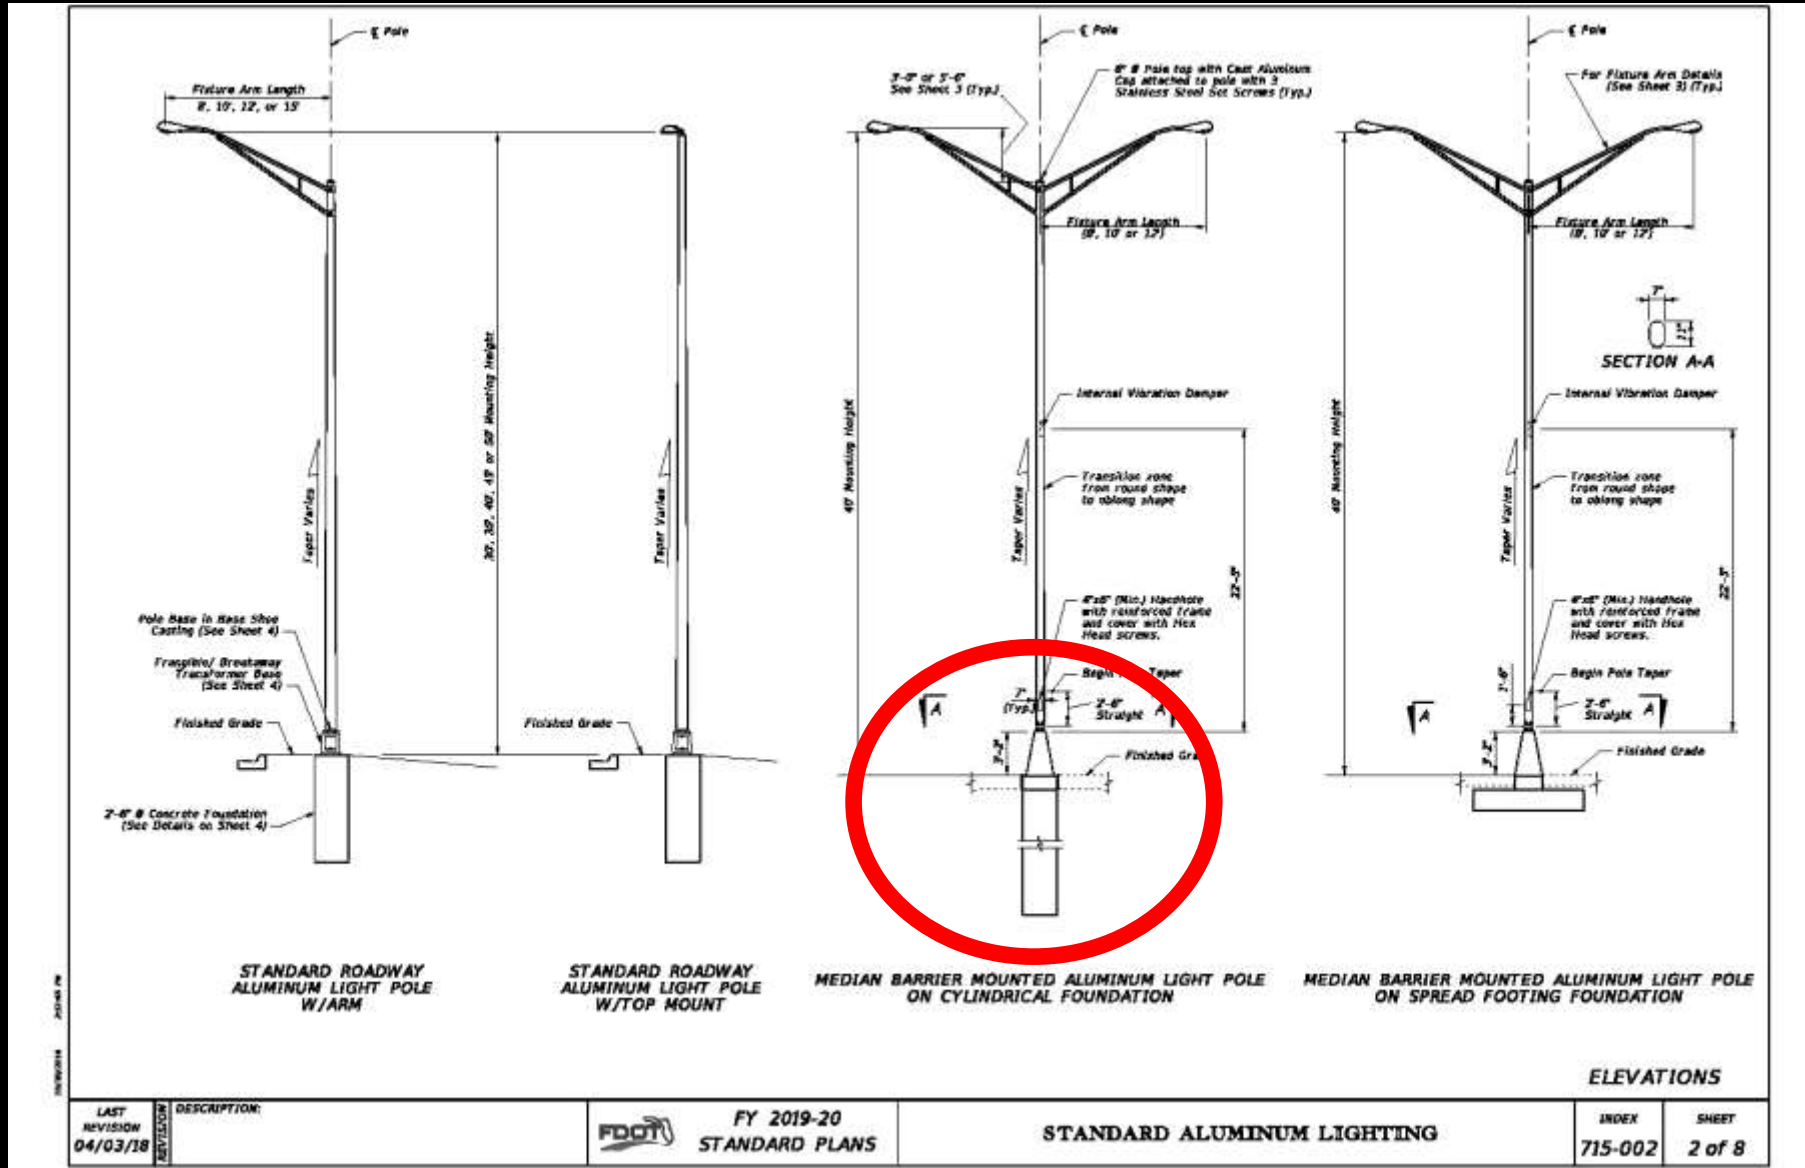 ℄ Pole
Fixture Arm Length
8', 10', 12', or 15'
30', 35', 40', 45' or 50' Mounting Height
Taper Varies
Pole Base in Base Shoe
Casting (See Sheet 4)
Frangible/ Breakaway
Transformer Base
(See Sheet 4)
Finished Grade
2'-6" Ø Concrete Foundation
(See Details on Sheet 4)
STANDARD ROADWAY
ALUMINUM LIGHT POLE
W/ARM
Taper Varies
Finished Grade
STANDARD ROADWAY
ALUMINUM LIGHT POLE
W/TOP MOUNT
℄ Pole
See Sheet 3 (Typ.)
6" Ø Pole top with Cast Aluminum
Cap attached to pole with 3
Stainless Steel Set Screws (Typ.)
Fixture Arm Length
(8', 10' or 12')
40' Mounting Height
Internal Vibration Damper
Taper Varies
Transition zone
from round shape
to oblong shape
22'-5"
4"x6" (Min.) Handhole
with reinforced frame
and cover with Hex
Head screws.
Begin Taper
7"
(Typ.)
2'-6"
Straight
A
A
3'-2"
Finished Gra
MEDIAN BARRIER MOUNTED ALUMINUM LIGHT POLE
ON CYLINDRICAL FOUNDATION
℄ Pole
For Fixture Arm Details
(See Sheet 3) (Typ.)
Fixture Arm Length
(8', 10' or 12')
7"
11"
SECTION A-A
40' Mounting Height
Internal Vibration Damper
Taper Varies
Transition zone
from round shape
to oblong shape
22'-5"
4"x6" (Min.) Handhole
with reinforced frame
and cover with Hex
Head screws.
Begin Pole Taper
1'-6"
2'-6"
Straight
A
A
3'-2"
Finished Grade
MEDIAN BARRIER MOUNTED ALUMINUM LIGHT POLE
ON SPREAD FOOTING FOUNDATION
ELEVATIONS
LAST
REVISION
04/03/18
REVISION
DESCRIPTION:
FDOT
FY 2019-20
STANDARD PLANS
STANDARD ALUMINUM LIGHTING
INDEX
715-002
SHEET
2 of 8